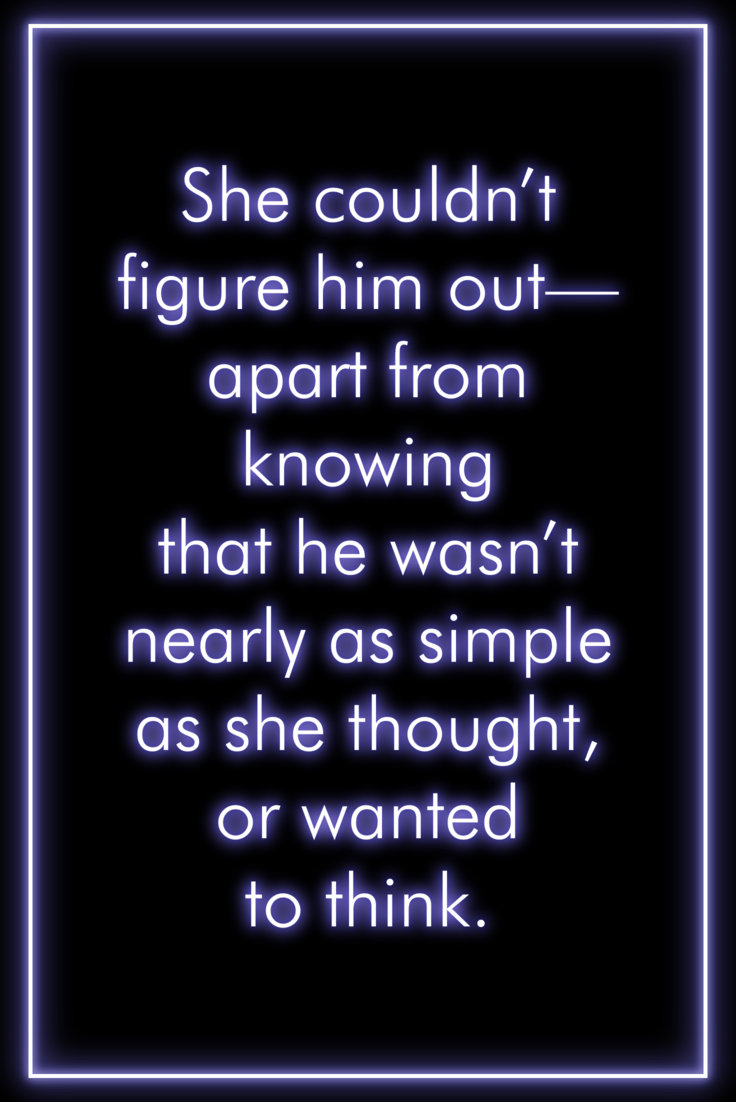 She couldn’t
figure him out—
apart from
knowing
that he wasn’t
nearly as simple
as she thought,
or wanted
to think.